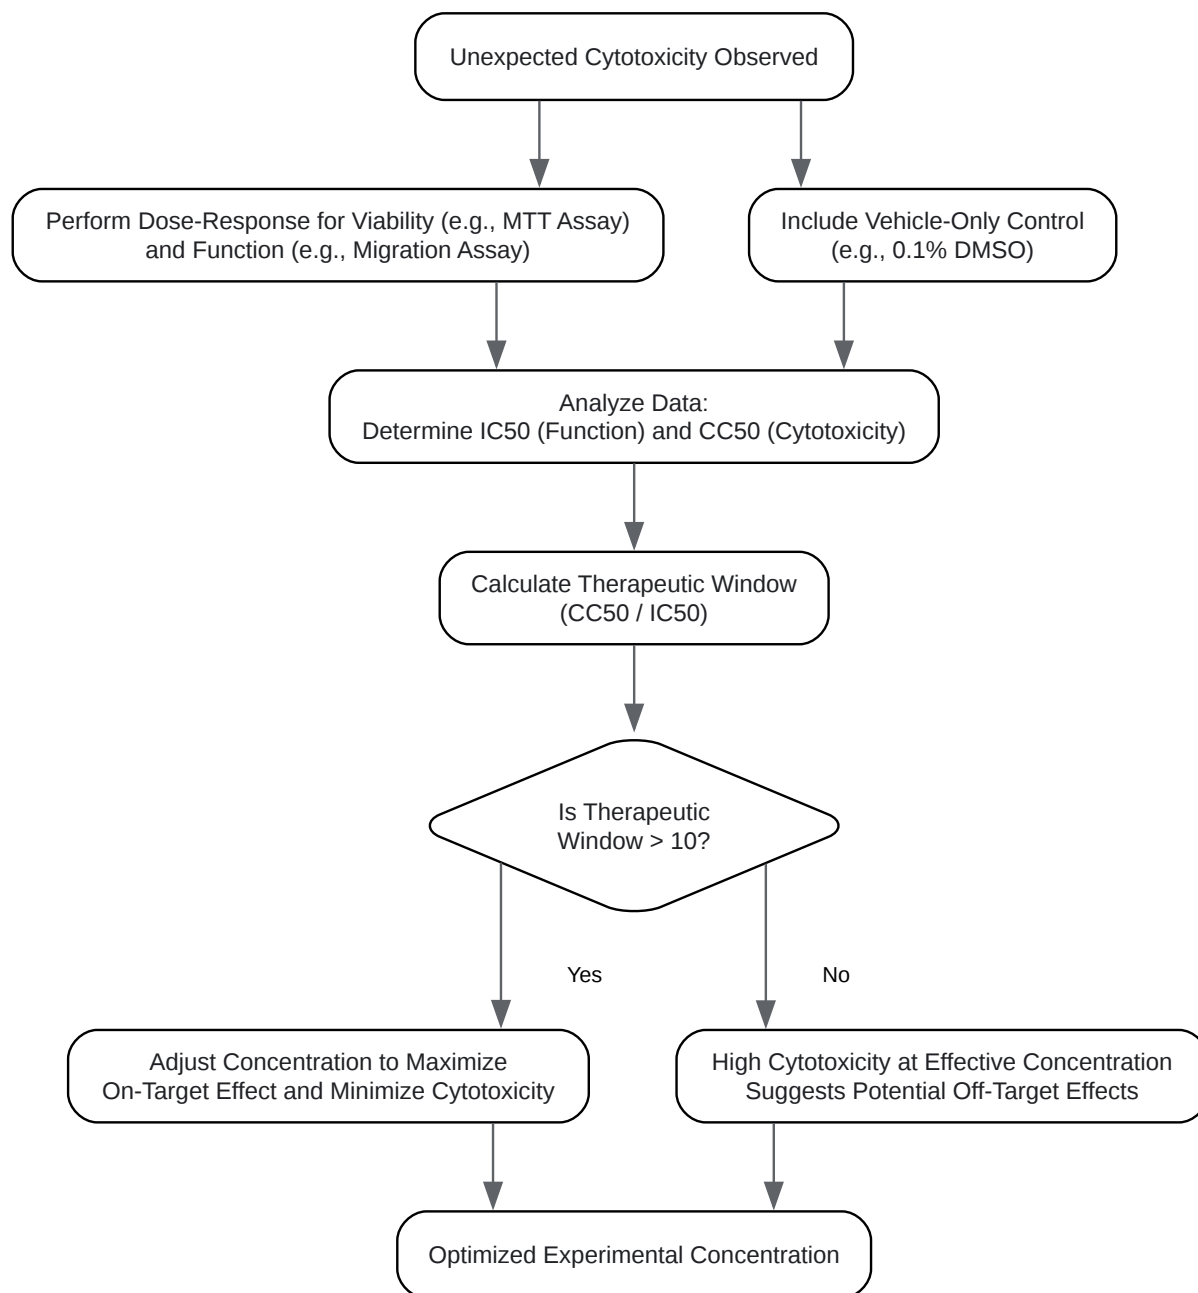 Unexpected Cytotoxicity Observed
Perform Dose-Response for Viability (e.g., MTT Assay)
and Function (e.g., Migration Assay)
Include Vehicle-Only Control
(e.g., 0.1% DMSO)
Analyze Data:
Determine IC50 (Function) and CC50 (Cytotoxicity)
Calculate Therapeutic Window
(CC50 / IC50)
Is Therapeutic
Window > 10?
Yes
No
Adjust Concentration to Maximize
On-Target Effect and Minimize Cytotoxicity
High Cytotoxicity at Effective Concentration
Suggests Potential Off-Target Effects
Optimized Experimental Concentration